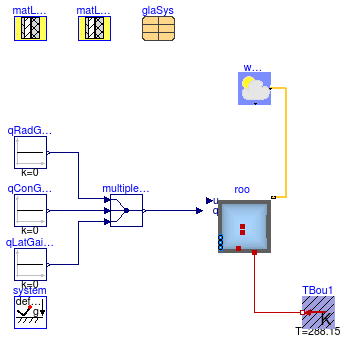 matL...
matL...
glaSys
w...
qRadG...
k=0
qConG...
multiple...
roo
u
q
k=0
qLatGai...
k=0
system
def...
g
TBou1
K
T=288.15